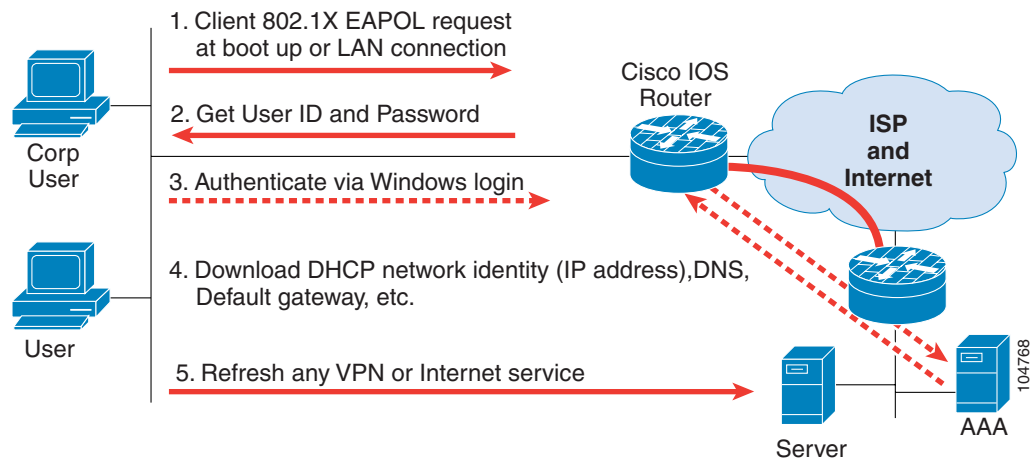 1. Client 802.1X EAPOL request
at boot up or LAN connection
Cisco IOS
Router
2. Get User ID and Password
ISP
and
Internet
Corp
User
3. Authenticate via Windows login
4. Download DHCP network identity (IP address),DNS,
Default gateway, etc.
User
5. Refresh any VPN or Internet service
Server
AAA
104768